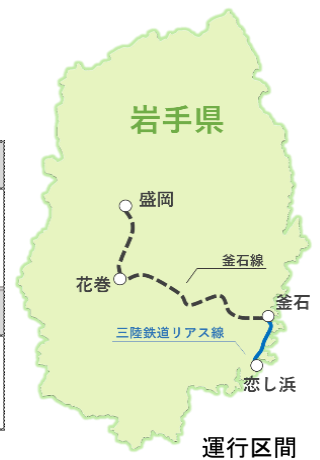 岩手県
盛岡
釜石線
花巻
釜石
三陸鉄道リアス線
恋し浜
運行区間